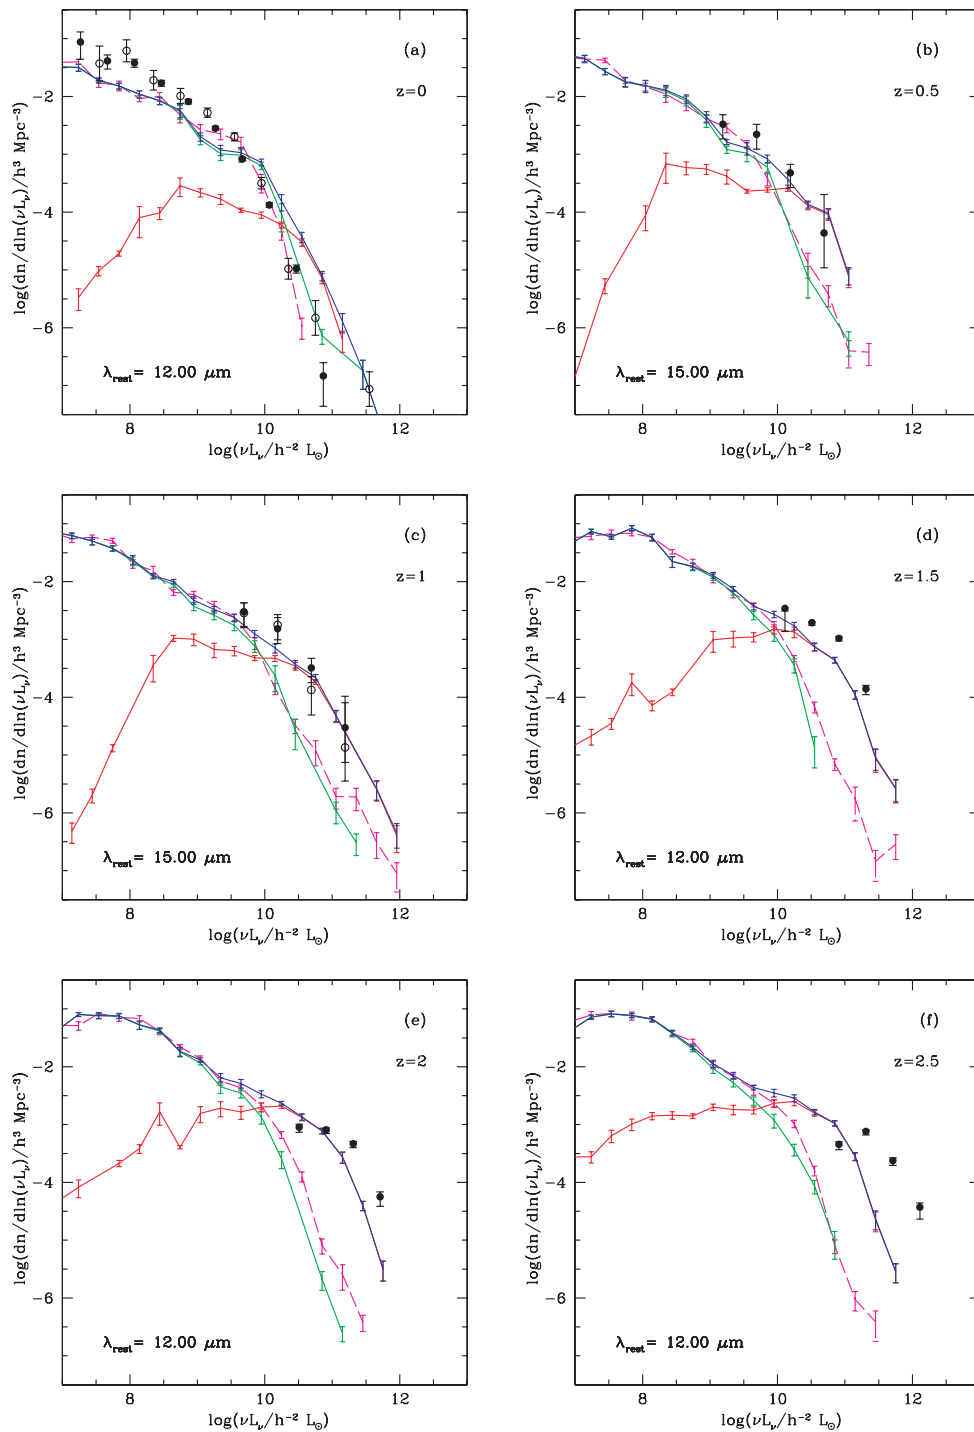 (a)
z=0
λrest= 12.00 μm
-2
-4
-6
8
10
12
log(νLν/h⁻² L☉)
log(dn/dln(νLν)/h³ Mpc⁻³)
(b)
z=0.5
λrest= 15.00 μm
-2
-4
-6
8
10
12
log(νLν/h⁻² L☉)
log(dn/dln(νLν)/h³ Mpc⁻³)
(c)
z=1
λrest= 15.00 μm
-2
-4
-6
8
10
12
log(νLν/h⁻² L☉)
log(dn/dln(νLν)/h³ Mpc⁻³)
(d)
z=1.5
λrest= 12.00 μm
-2
-4
-6
8
10
12
log(νLν/h⁻² L☉)
log(dn/dln(νLν)/h³ Mpc⁻³)
(e)
z=2
λrest= 12.00 μm
-2
-4
-6
8
10
12
log(νLν/h⁻² L☉)
log(dn/dln(νLν)/h³ Mpc⁻³)
(f)
z=2.5
λrest= 12.00 μm
-2
-4
-6
8
10
12
log(νLν/h⁻² L☉)
log(dn/dln(νLν)/h³ Mpc⁻³)